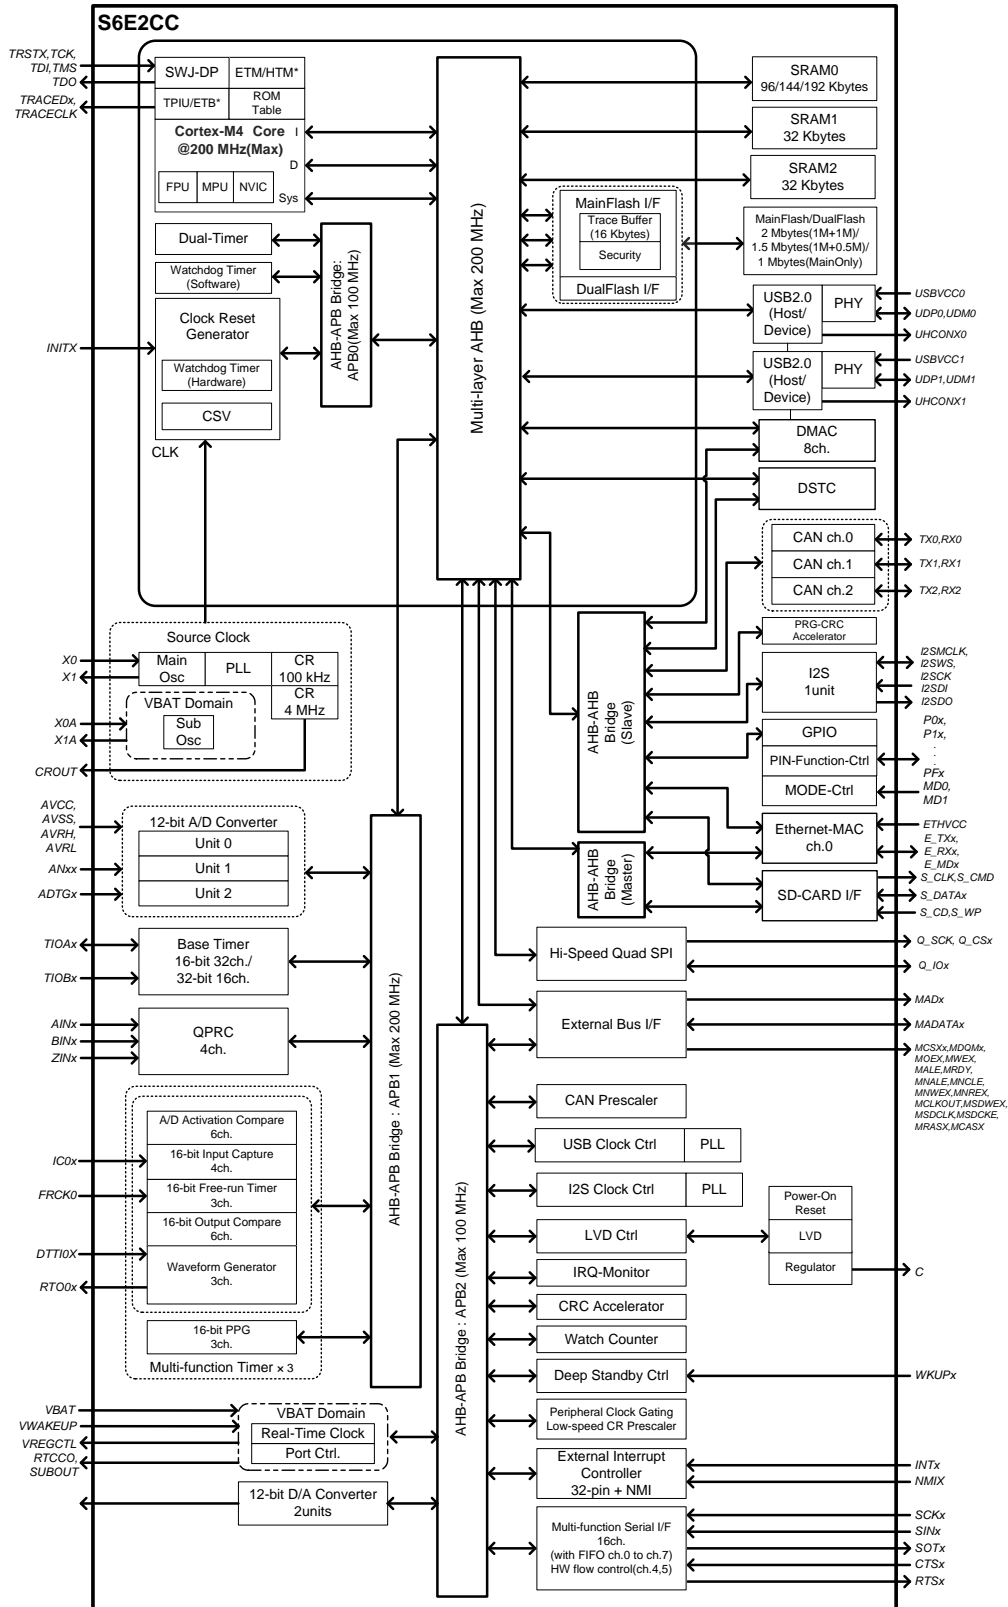 S6E2CC
TRSTX,TCK,
TDI,TMS
TDO
TRACEDx,
TRACECLK
SWJ-DP
ETM/HTM*
TPIU/ETB*
ROM
Table
Cortex-M4 Core
@200 MHz(Max)
I
D
Sys
FPU
MPU
NVIC
Dual-Timer
Watchdog Timer
(Software)
Clock Reset
Generator
Watchdog Timer
(Hardware)
CSV
CLK
INITX
AHB-APB Bridge:
APB0(Max 100 MHz)
Multi-layer AHB (Max 200 MHz)
SRAM0
96/144/192 Kbytes
SRAM1
32 Kbytes
SRAM2
32 Kbytes
MainFlash I/F
Trace Buffer
(16 Kbytes)
Security
DualFlash I/F
MainFlash/DualFlash
2 Mbytes(1M+1M)/
1.5 Mbytes(1M+0.5M)/
1 Mbytes(MainOnly)
USB2.0
(Host/
Device)
PHY
USBVCC0
UDP0,UDM0
UHCONX0
USB2.0
(Host/
Device)
PHY
USBVCC1
UDP1,UDM1
UHCONX1
DMAC
8ch.
DSTC
CAN ch.0
CAN ch.1
CAN ch.2
TX0,RX0
TX1,RX1
TX2,RX2
PRG-CRC
Accelerator
I2S
1unit
I2SMCLK,
I2SWS,
I2SCK
I2SDI
I2SDO
GPIO
PIN-Function-Ctrl
MODE-Ctrl
P0x,
P1x,
:
:
PFx
MD0,
MD1
Ethernet-MAC
ch.0
ETHVCC
E_TXx,
E_RXx,
E_MDx
SD-CARD I/F
S_CLK,S_CMD
S_DATAx
S_CD,S_WP
AHB-AHB
Bridge
(Slave)
AHB-AHB
Bridge
(Master)
Source Clock
Main
Osc
PLL
CR
100 kHz
CR
4 MHz
VBAT Domain
Sub
Osc
X0
X1
X0A
X1A
CROUT
AVCC,
AVSS,
AVRH,
AVRL
ANxx
ADTGx
12-bit A/D Converter
Unit 0
Unit 1
Unit 2
TIOAx
TIOBx
Base Timer
16-bit 32ch./
32-bit 16ch.
AINx
BINx
ZINx
QPRC
4ch.
A/D Activation Compare
6ch.
16-bit Input Capture
4ch.
16-bit Free-run Timer
3ch.
16-bit Output Compare
6ch.
Waveform Generator
3ch.
16-bit PPG
3ch.
Multi-function Timer × 3
IC0x
FRCK0
DTTI0X
RTO0x
AHB-APB Bridge : APB1 (Max 200 MHz)
AHB-APB Bridge : APB2 (Max 100 MHz)
VBAT
VWAKEUP
VREGCTL
RTCCO,
SUBOUT
VBAT Domain
Real-Time Clock
Port Ctrl.
12-bit D/A Converter
2units
Hi-Speed Quad SPI
Q_SCK, Q_CSx
Q_IOx
External Bus I/F
MADx
MADATAx
MCSXx,MDQMx,
MOEX,MWEX,
MALE,MRDY,
MNALE,MNCLE,
MNWEX,MNREX,
MCLKOUT,MSDWEX,
MSDCLK,MSDCKE,
MRASX,MCASX
CAN Prescaler
USB Clock Ctrl
PLL
I2S Clock Ctrl
PLL
LVD Ctrl
Power-On
Reset
LVD
Regulator
C
IRQ-Monitor
CRC Accelerator
Watch Counter
Deep Standby Ctrl
WKUPx
Peripheral Clock Gating
Low-speed CR Prescaler
External Interrupt
Controller
32-pin + NMI
INTx
NMIX
Multi-function Serial I/F
16ch.
(with FIFO ch.0 to ch.7)
HW flow control(ch.4,5)
SCKx
SINx
SOTx
CTSx
RTSx